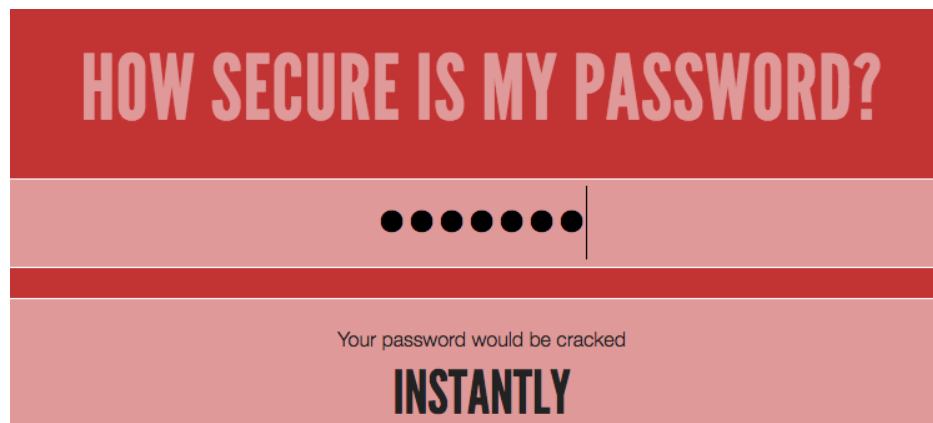 HOW SECURE IS MY PASSWORD?
●●●●●●●
Your password would be cracked
INSTANTLY